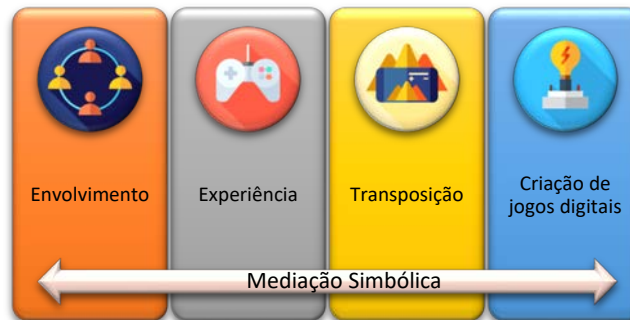 Envolvimento
Experiência
Transposição
Criação de
jogos digitais
Mediação Simbólica